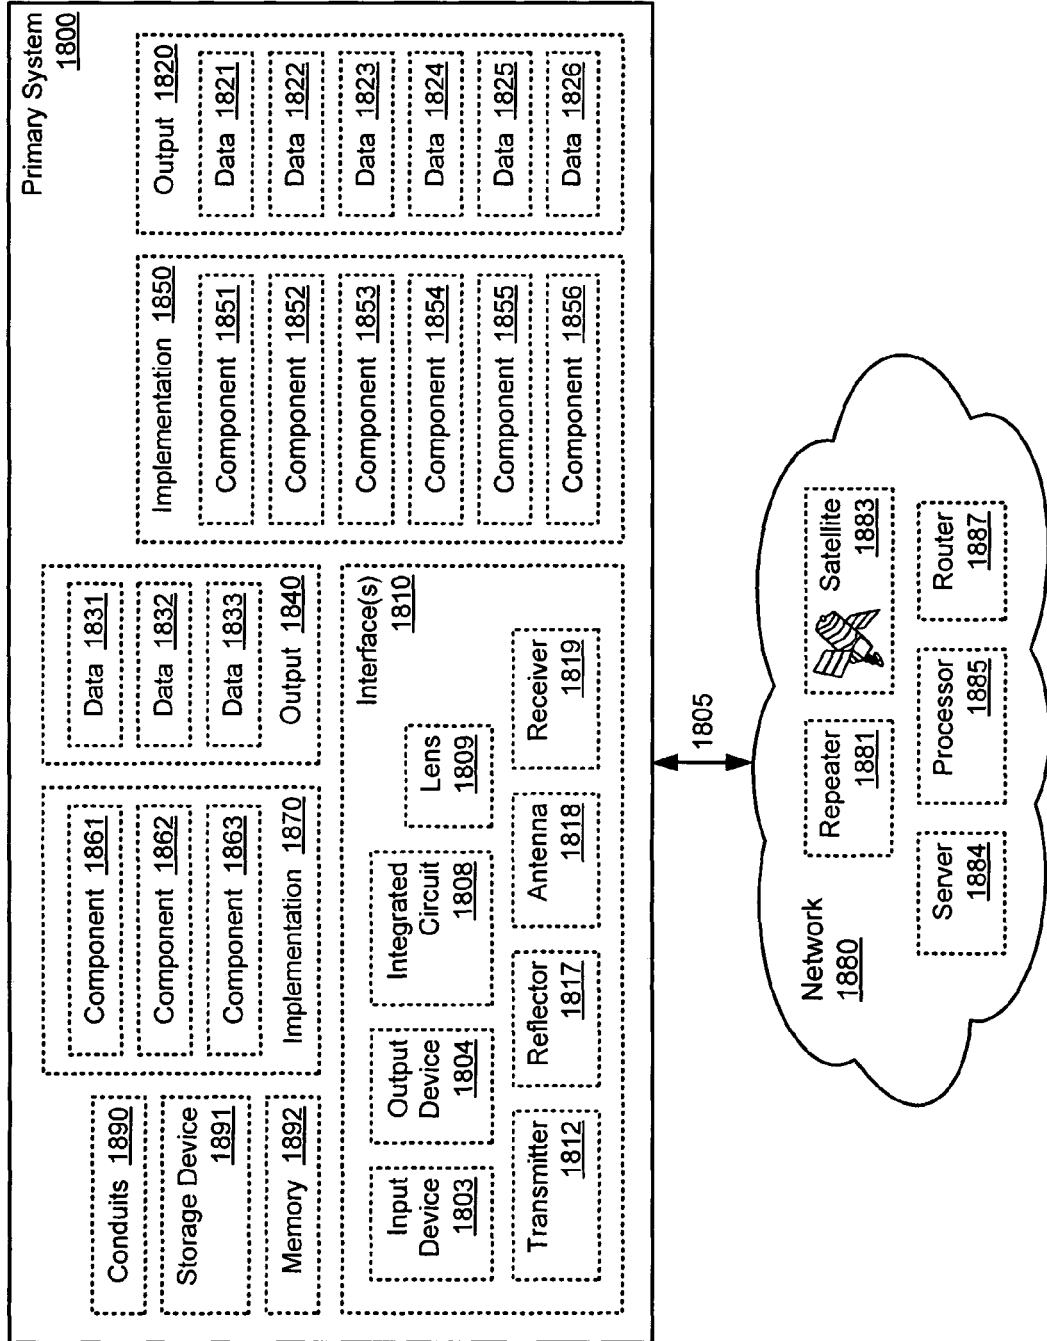 Primary System
1800
Conduits 1890
Storage Device
1891
Memory 1892
Component 1861
Component 1862
Component 1863
Implementation 1870
Data 1831
Data 1832
Data 1833
Output 1840
Interface(s)
1810
Input
Device
1803
Output
Device
1804
Integrated
Circuit
1808
Lens
1809
Transmitter
1812
Reflector
1817
Antenna
1818
Receiver
1819
Implementation 1850
Component 1851
Component 1852
Component 1853
Component 1854
Component 1855
Component 1856
Output 1820
Data 1821
Data 1822
Data 1823
Data 1824
Data 1825
Data 1826
1805
Network
1880
Repeater
1881
Satellite
1883
Server
1884
Processor
1885
Router
1887